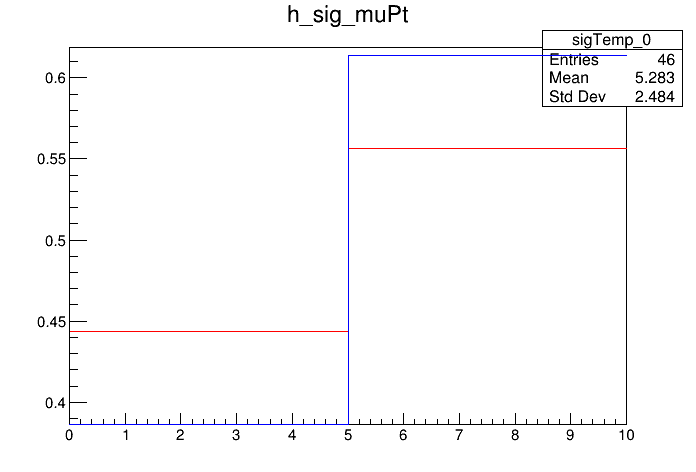 h_sig_muPt
sigTemp_0
Entries 46
Mean 5.283
Std Dev 2.484
0.6
0.55
0.5
0.45
0.4
0 1 2 3 4 5 6 7 8 9 10